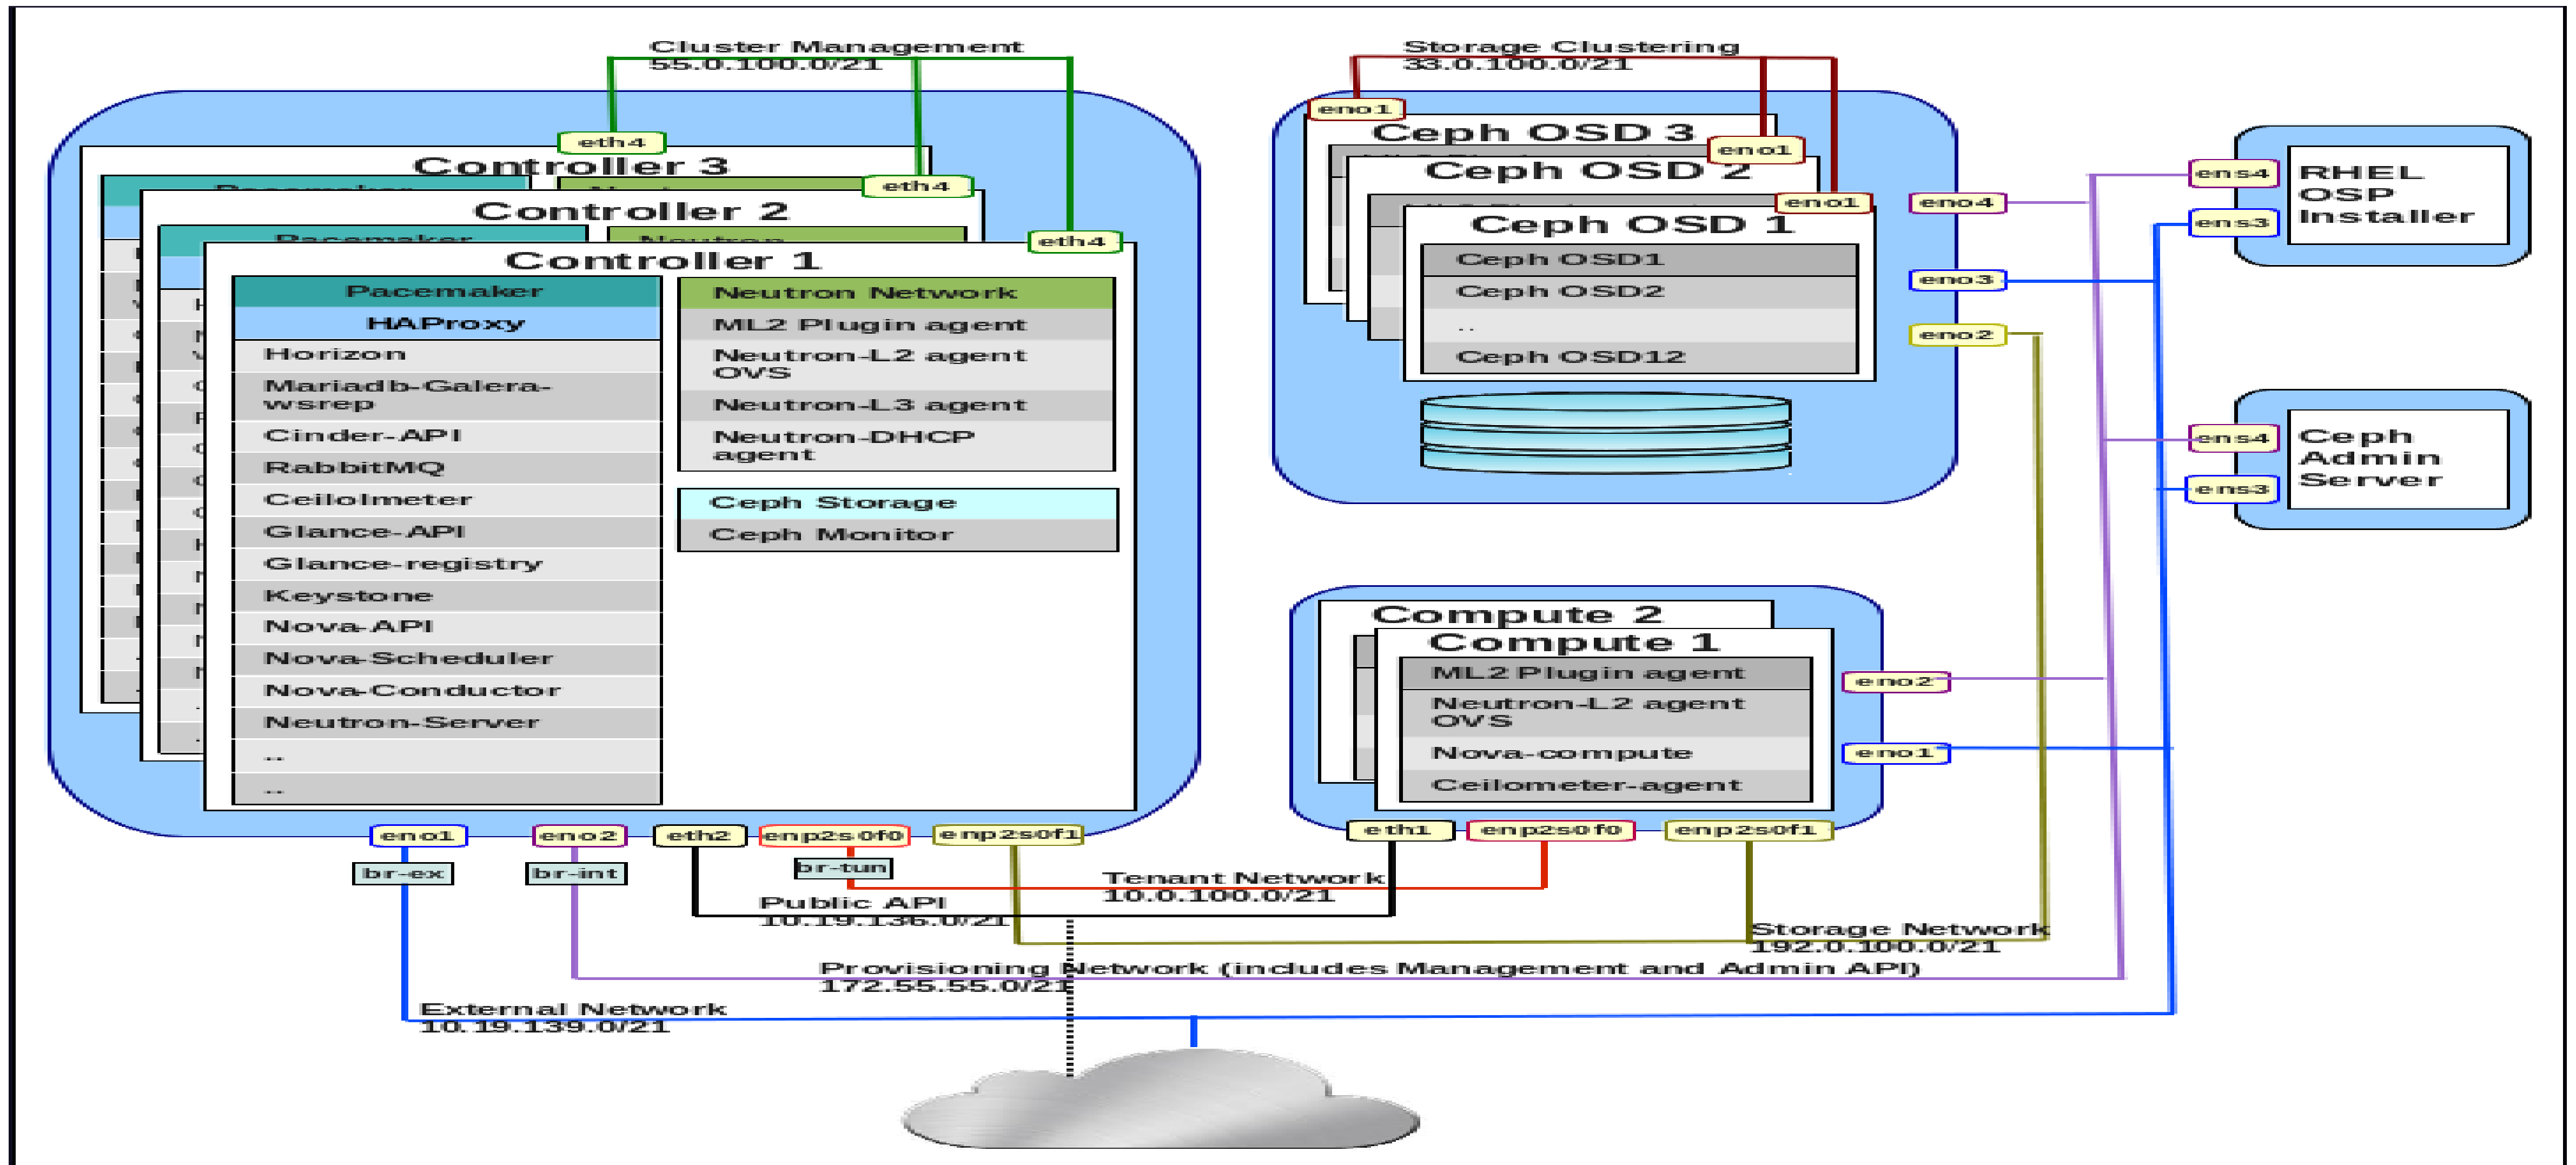 Cluster Management
55.0.100.0/21
Storage Clustering
33.0.100.0/21
eth4
Controller 3
Pacemaker
eth4
Controller 2
Pacemaker
Neutron
eth4
Controller 1
Pacemaker
HAProxy
Horizon
Mariadb-Galera-
wsrep
Cinder-API
RabbitMQ
Ceilolmeter
Glance-API
Glance-registry
Keystone
Nova-API
Nova-Scheduler
Nova-Conductor
Neutron-Server
..
..
Neutron Network
ML2 Plugin agent
Neutron-L2 agent
OVS
Neutron-L3 agent
Neutron-DHCP
agent
Ceph Storage
Ceph Monitor
eno1
Ceph OSD 3
eno1
Ceph OSD 2
eno1
Ceph OSD 1
Ceph OSD1
Ceph OSD2
..
Ceph OSD12
eno4
eno3
eno2
ens4
ens3
RHEL
OSP
Installer
ens4
ens3
Ceph
Admin
Server
Compute 2
Compute 1
ML2 Plugin agent
Neutron-L2 agent
OVS
Nova-compute
Ceilometer-agent
eno2
eno1
eno1
eno2
eth2
enp2s0f0
enp2s0f1
eth1
enp2s0f0
enp2s0f1
br-ex
br-int
br-tun
Tenant Network
10.0.100.0/21
Public API
10.19.136.0/21
Storage Network
192.0.100.0/21
Provisioning Network (includes Management and Admin API)
172.55.55.0/21
External Network
10.19.139.0/21